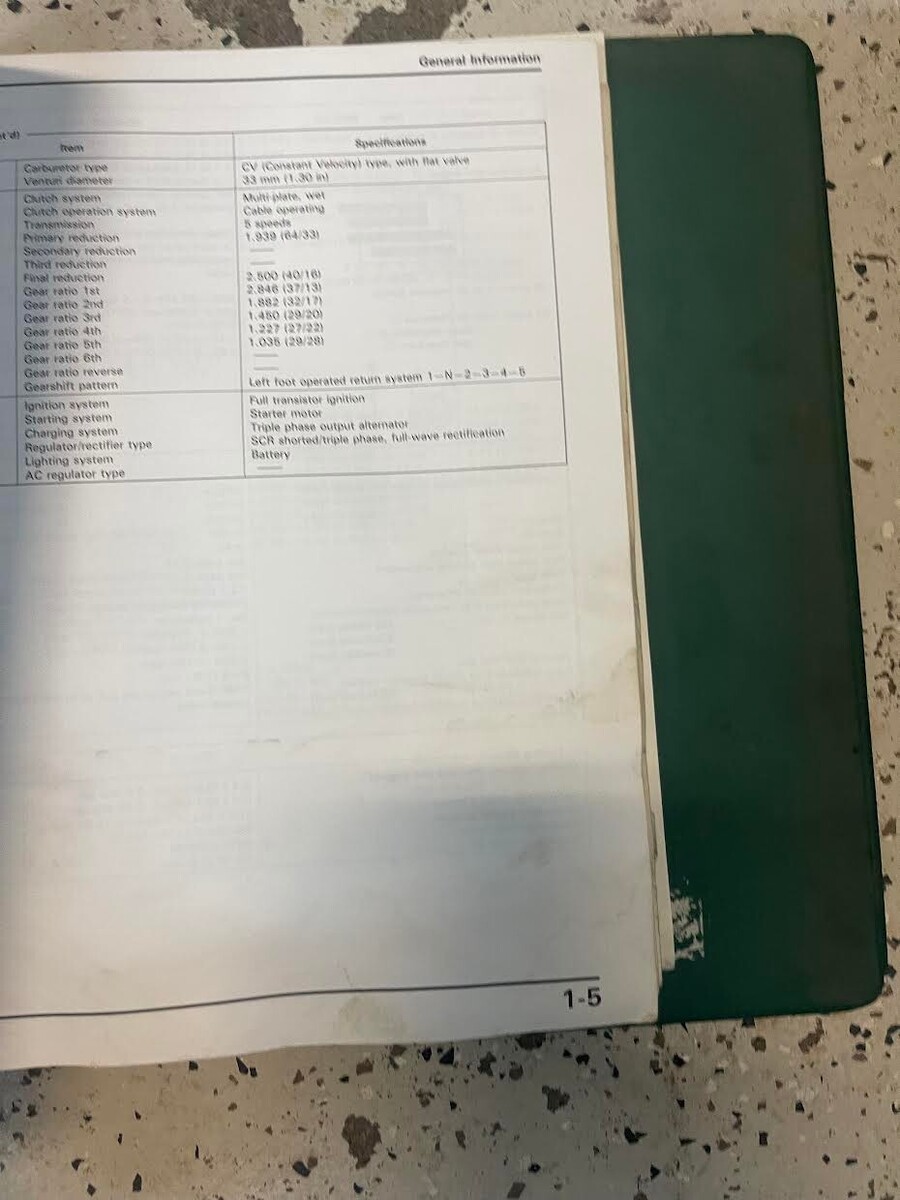 General Information
t'd)
Item Specifications
Carburetor type CV (Constant Velocity) type, with flat valve
Venturi diameter 33 mm (1.30 in)
Clutch system Multi-plate, wet
Clutch operation system Cable operating
Transmission 5 speeds
Primary reduction 1.939 (64/33)
Secondary reduction ——
Third reduction ——
Final reduction 2.500 (40/16)
Gear ratio 1st 2.846 (37/13)
Gear ratio 2nd 1.882 (32/17)
Gear ratio 3rd 1.450 (29/20)
Gear ratio 4th 1.227 (27/22)
Gear ratio 5th 1.035 (29/28)
Gear ratio 6th ——
Gear ratio reverse ——
Gearshift pattern Left foot operated return system 1-N-2-3-4-5
Ignition system Full transistor ignition
Starting system Starter motor
Charging system Triple phase output alternator
Regulator/rectifier type SCR shorted/triple phase, full-wave rectification
Lighting system Battery
AC regulator type ——
1-5